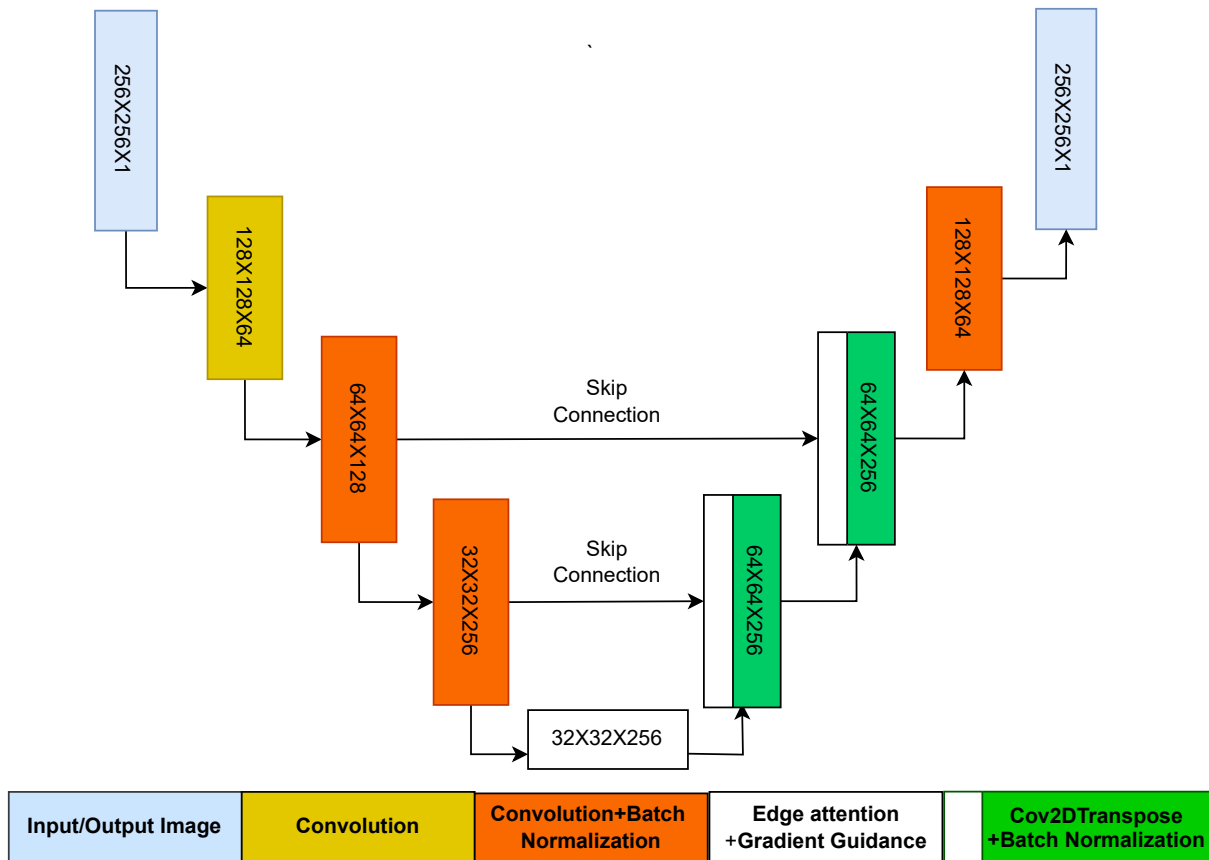 256X256X1
128X128X64
64X64X128
32X32X256
32X32X256
Skip
Connection
Skip
Connection
64X64X256
64X64X256
128X128X64
256X256X1
`
Input/Output Image
Convolution
Convolution+Batch
Normalization
Edge attention
+Gradient Guidance
Cov2DTranspose
+Batch Normalization